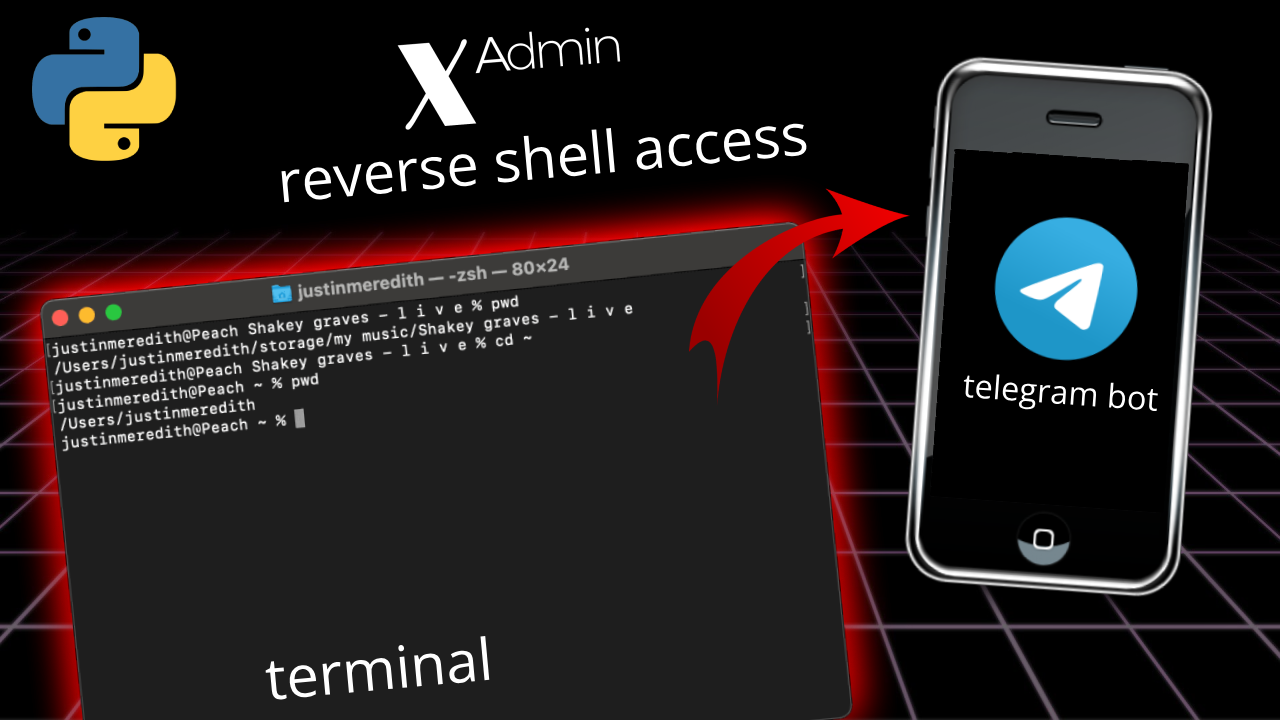 X Admin
reverse shell access
justinmeredith — -zsh — 80×24
[justinmeredith@Peach Shakey graves - l i v e % pwd ]
/Users/justinmeredith/storage/my music/Shakey graves - l i v e
[justinmeredith@Peach Shakey graves - l i v e % cd ~ ]
[justinmeredith@Peach ~ % pwd ]
/Users/justinmeredith
justinmeredith@Peach ~ %
terminal
telegram bot